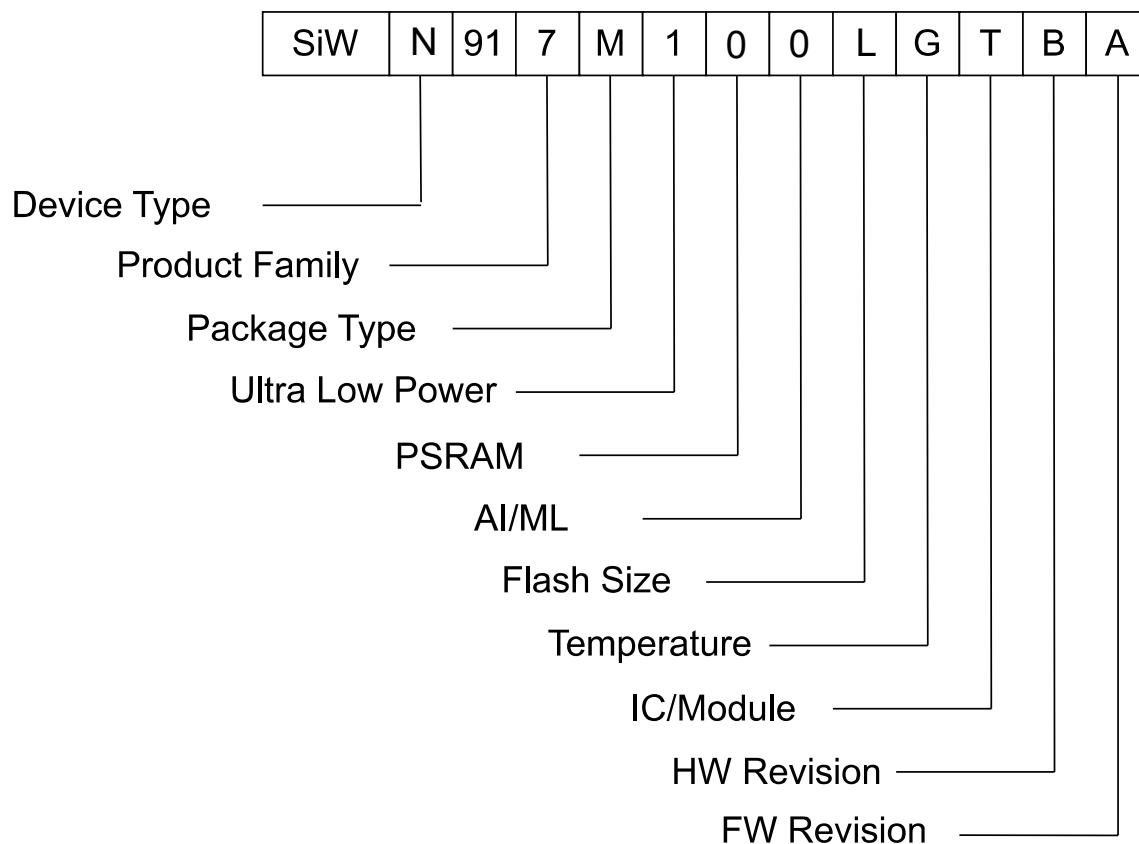 SiW N 91 7 M 1 0 0 L G T B A
Device Type
Product Family
Package Type
Ultra Low Power
PSRAM
AI/ML
Flash Size
Temperature
IC/Module
HW Revision
FW Revision